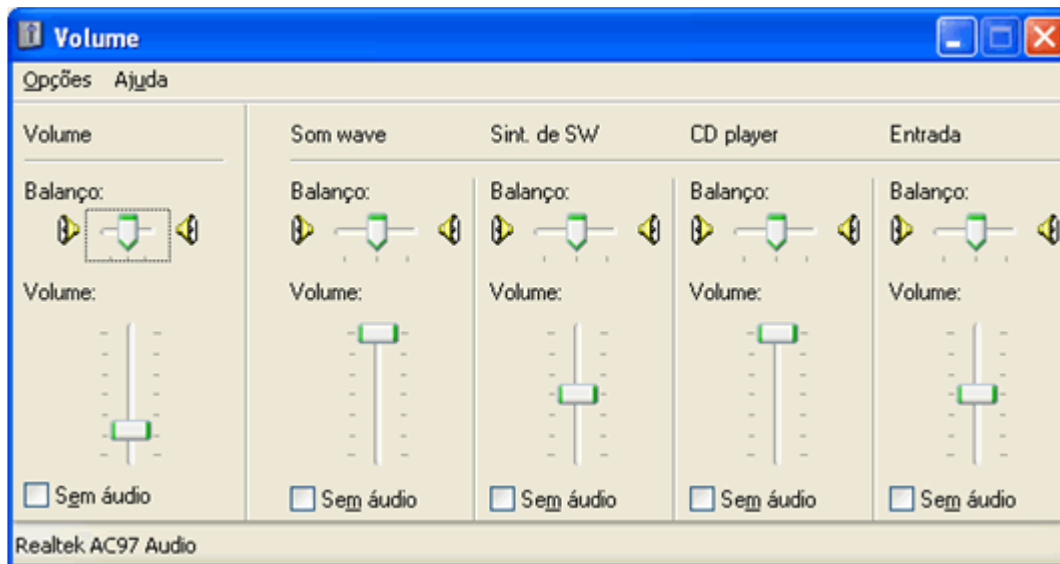 Volume
Opções Ajuda
Volume Som wave Sint. de SW CD player Entrada
Balanço: Balanço: Balanço: Balanço: Balanço:
Volume: Volume: Volume: Volume: Volume:
Sem áudio Sem áudio Sem áudio Sem áudio Sem áudio
Realtek AC97 Audio